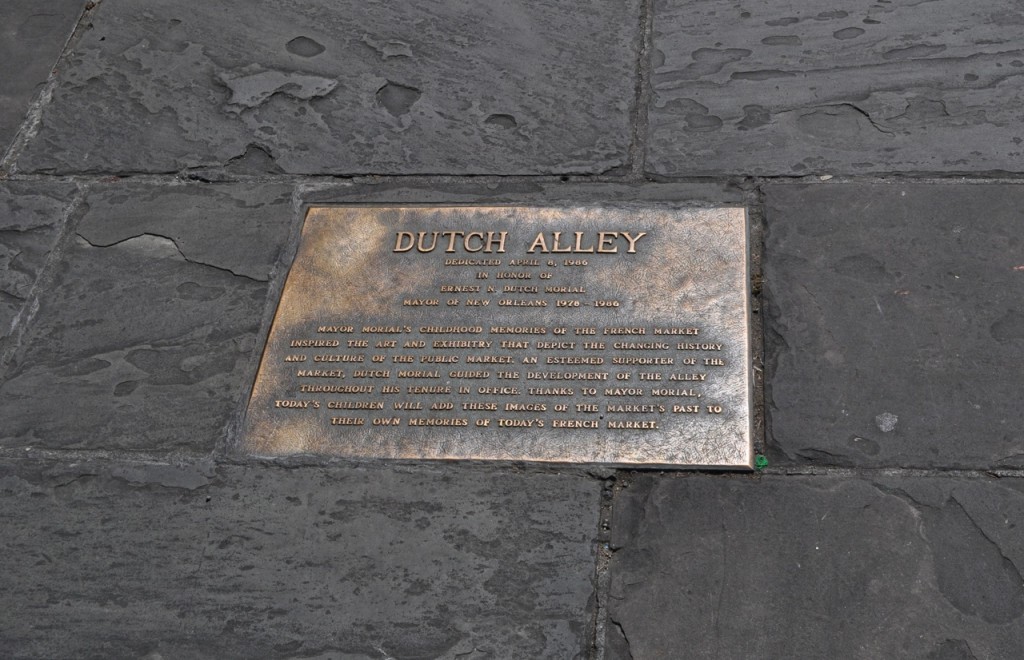 DUTCH ALLEY
DEDICATED APRIL 8, 1986
IN HONOR OF
ERNEST N. DUTCH MORIAL
MAYOR OF NEW ORLEANS 1978 - 1986
MAYOR MORIAL'S CHILDHOOD MEMORIES OF THE FRENCH MARKET
INSPIRED THE ART AND EXHIBITRY THAT DEPICT THE CHANGING HISTORY
AND CULTURE OF THE PUBLIC MARKET. AN ESTEEMED SUPPORTER OF THE
MARKET, DUTCH MORIAL GUIDED THE DEVELOPMENT OF THE ALLEY
THROUGHOUT HIS TENURE IN OFFICE. THANKS TO MAYOR MORIAL,
TODAY'S CHILDREN WILL ADD THESE IMAGES OF THE MARKET'S PAST TO
THEIR OWN MEMORIES OF TODAY'S FRENCH MARKET.